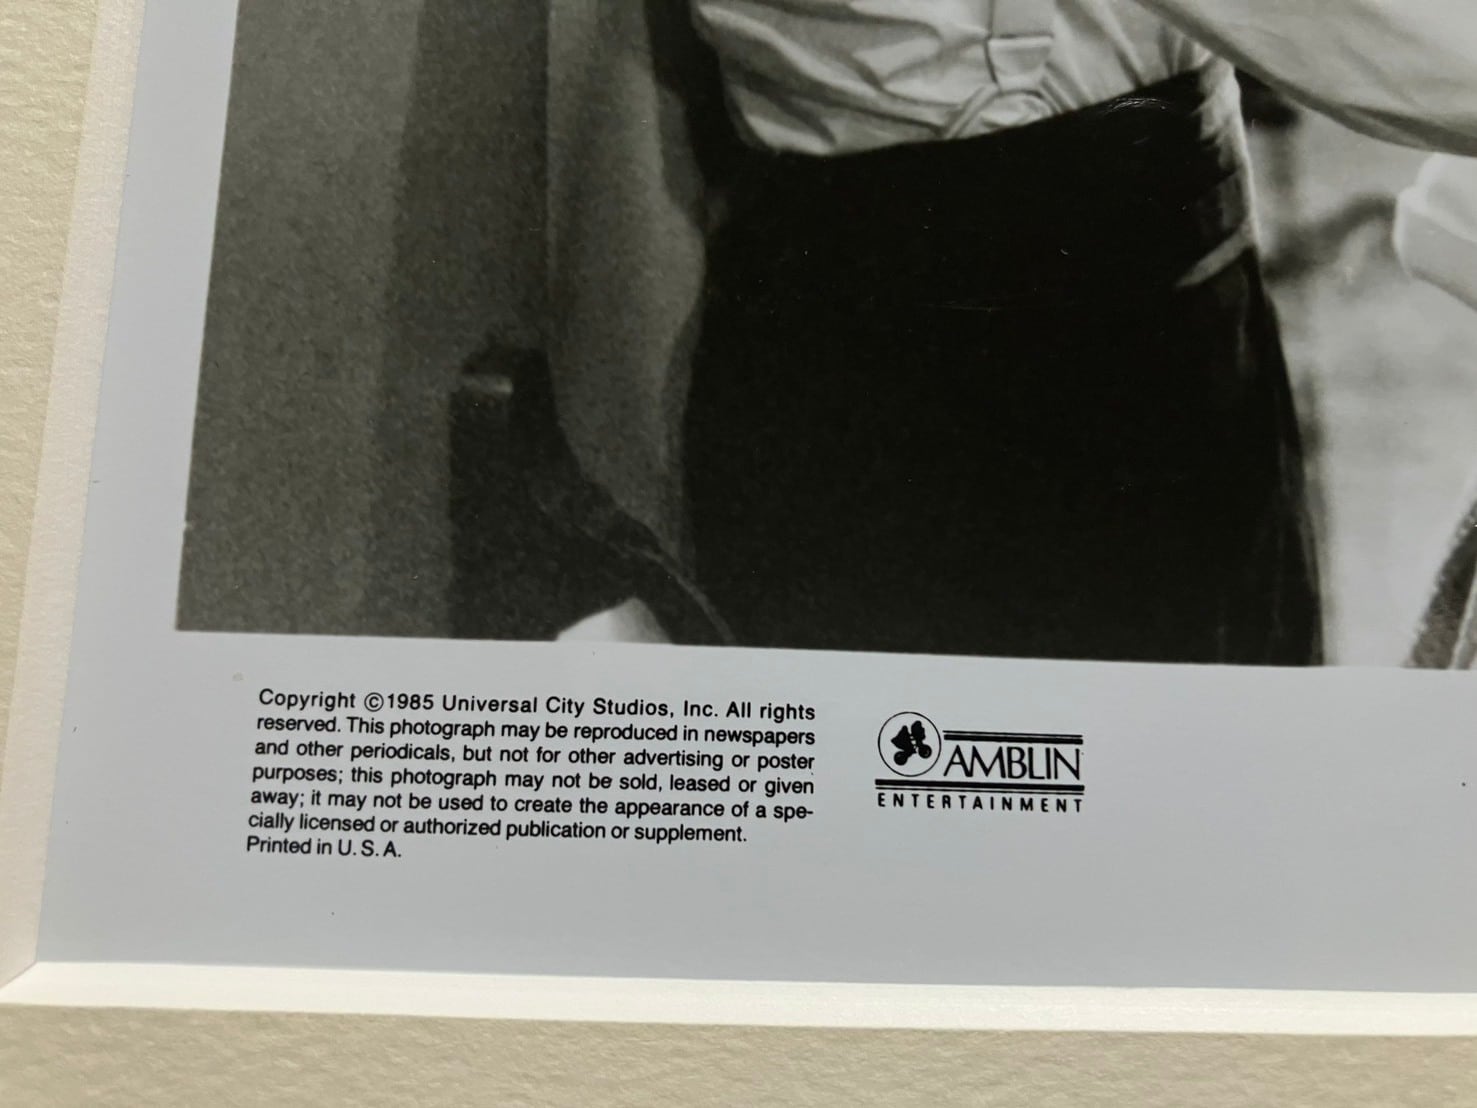 Copyright ©1985 Universal City Studios, Inc. All rights
reserved. This photograph may be reproduced in newspapers
and other periodicals, but not for other advertising or poster
purposes; this photograph may not be sold, leased or given
away; it may not be used to create the appearance of a spe-
cially licensed or authorized publication or supplement.
Printed in U. S. A.
AMBLIN
ENTERTAINMENT